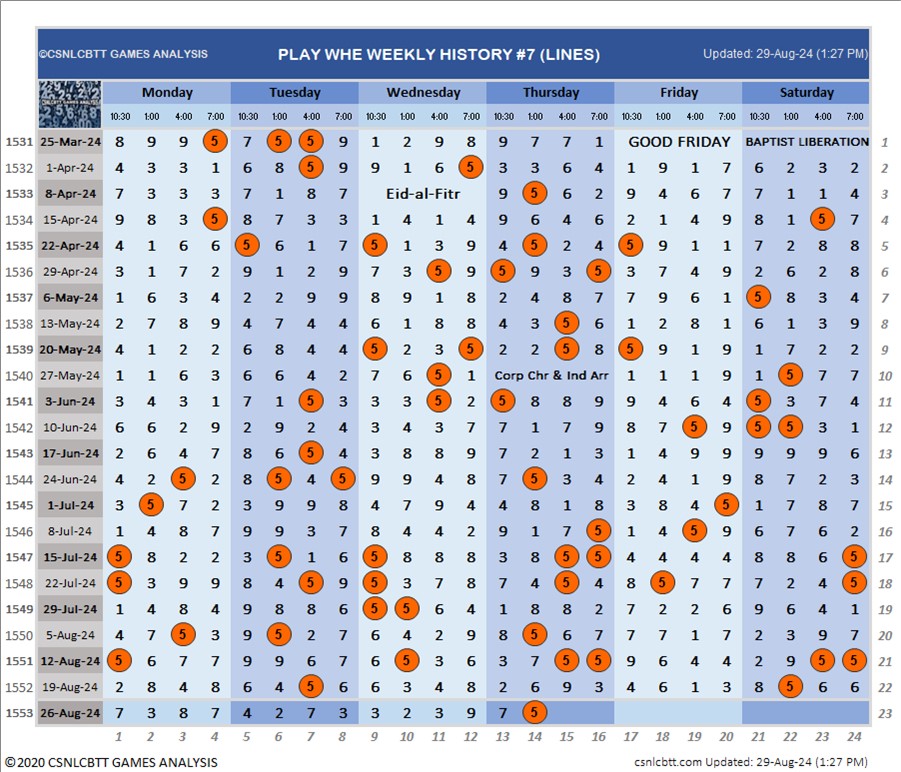 ©CSNLCBTT GAMES ANALYSIS PLAY WHE WEEKLY HISTORY #7 (LINES) Updated: 29-Aug-24 (1:27 PM)
Monday Tuesday Wednesday Thursday Friday Saturday
10:30 1:00 4:00 7:00 10:30 1:00 4:00 7:00 10:30 1:00 4:00 7:00 10:30 1:00 4:00 7:00 10:30 1:00 4:00 7:00 10:30 1:00 4:00 7:00
1531 25-Mar-24 8 9 9 5 7 5 5 9 1 2 9 8 9 7 7 1 GOOD FRIDAY BAPTIST LIBERATION 1
1532 1-Apr-24 4 3 3 1 6 8 5 9 9 1 6 5 3 3 6 4 1 9 1 7 6 2 3 2 2
1533 8-Apr-24 7 3 3 3 7 1 8 7 Eid-al-Fitr 9 5 6 2 9 4 6 7 7 1 1 4 3
1534 15-Apr-24 9 8 3 5 8 7 3 3 1 4 1 4 9 6 4 6 2 1 4 9 8 1 5 7 4
1535 22-Apr-24 4 1 6 6 5 6 1 7 5 1 3 9 4 5 2 4 5 9 1 1 7 2 8 8 5
1536 29-Apr-24 3 1 7 2 9 1 2 9 7 3 5 9 5 9 3 5 3 7 4 9 2 6 2 8 6
1537 6-May-24 1 6 3 4 2 2 9 9 8 9 1 8 2 4 8 7 7 9 6 1 5 8 3 4 7
1538 13-May-24 2 7 8 9 4 7 4 4 6 1 8 8 4 3 5 6 1 2 8 1 6 1 3 9 8
1539 20-May-24 4 1 2 2 6 8 4 4 5 2 3 5 2 2 5 8 5 9 1 9 1 7 2 2 9
1540 27-May-24 1 1 6 3 6 6 4 2 7 6 5 1 Corp Chr & Ind Arr 1 1 1 9 1 5 7 7 10
1541 3-Jun-24 3 4 3 1 7 1 5 3 3 3 5 2 5 8 8 9 9 4 6 4 5 3 7 4 11
1542 10-Jun-24 6 6 2 9 2 9 2 4 3 4 3 7 7 1 7 9 8 7 5 9 5 5 3 1 12
1543 17-Jun-24 2 6 4 7 8 6 5 4 3 8 8 9 7 2 1 3 1 4 9 9 9 9 9 6 13
1544 24-Jun-24 4 2 5 2 8 5 4 5 9 9 4 8 7 5 3 4 2 4 1 9 8 7 2 3 14
1545 1-Jul-24 3 5 7 2 3 9 9 8 4 7 9 4 4 8 1 8 3 8 4 5 1 7 8 7 15
1546 8-Jul-24 1 4 8 7 9 9 3 7 8 4 4 2 9 1 7 5 1 4 5 9 6 7 6 2 16
1547 15-Jul-24 5 8 2 2 3 5 1 6 5 8 7 8 3 8 5 5 4 4 4 4 8 8 6 5 17
1548 22-Jul-24 5 3 9 9 8 4 5 9 5 3 7 8 7 4 5 4 8 5 7 7 7 2 4 5 18
1549 29-Jul-24 1 4 8 4 9 8 8 6 5 5 6 4 1 8 8 2 7 2 2 6 9 6 4 1 19
1550 5-Aug-24 4 7 5 3 9 5 2 7 6 4 2 9 8 5 6 7 7 7 1 7 2 3 9 7 20
1551 12-Aug-24 5 6 7 7 9 9 6 7 6 5 3 6 3 7 5 5 9 6 4 4 2 9 5 5 21
1552 19-Aug-24 2 8 4 8 6 4 5 6 6 3 4 8 2 6 9 3 4 6 1 3 8 5 6 6 22
1553 26-Aug-24 7 3 8 7 4 2 7 3 3 2 3 9 7 5 23
1 2 3 4 5 6 7 8 9 10 11 12 13 14 15 16 17 18 19 20 21 22 23 24
©2020 CSNLCBTT GAMES ANALYSIS csnlcbtt.com Updated: 29-Aug-24 (1:27 PM)